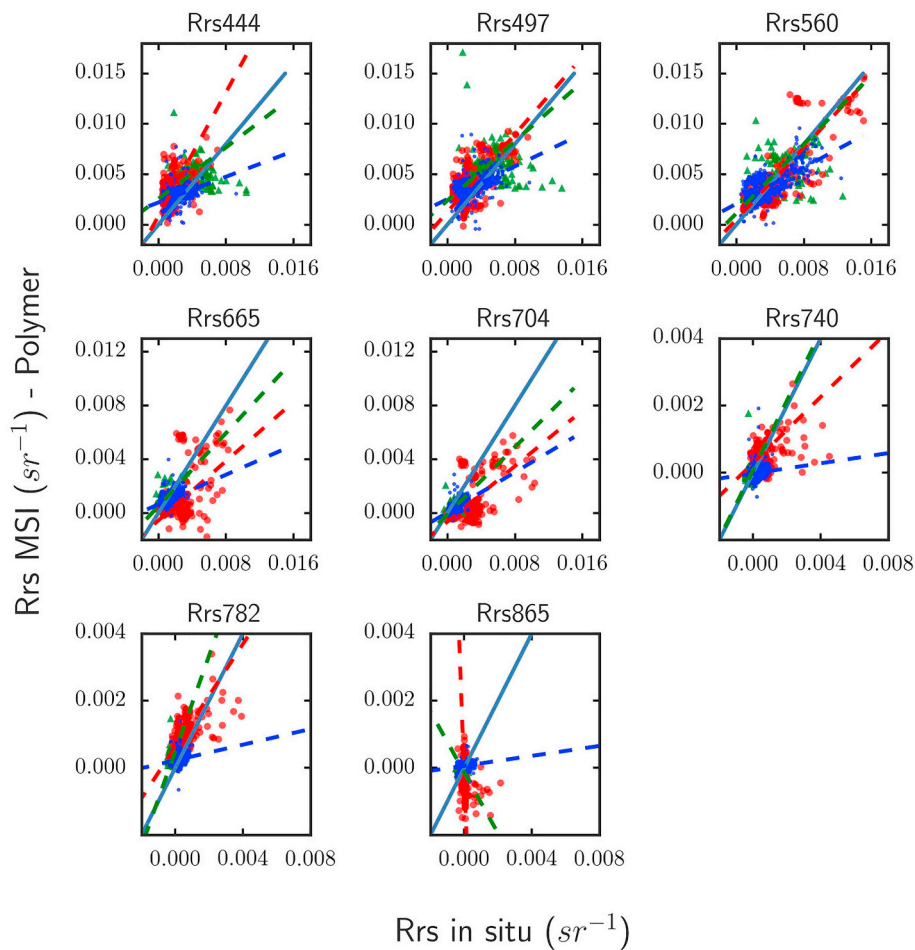 Rrs444 Rrs497 Rrs560
0.015 0.015 0.015
0.010 0.010 0.010
0.005 0.005 0.005
0.000 0.000 0.000
0.000 0.008 0.016 0.000 0.008 0.016 0.000 0.008 0.016
Rrs665 Rrs704 Rrs740
0.012 0.012 0.004
0.008 0.008 0.002
0.004 0.004 0.000
0.000 0.000
0.000 0.008 0.016 0.000 0.008 0.016 0.000 0.004 0.008
Rrs782 Rrs865
0.004 0.004
0.002 0.002
0.000 0.000
0.000 0.004 0.008 0.000 0.004 0.008
Rrs MSI (sr⁻¹) - Polymer
Rrs in situ (sr⁻¹)